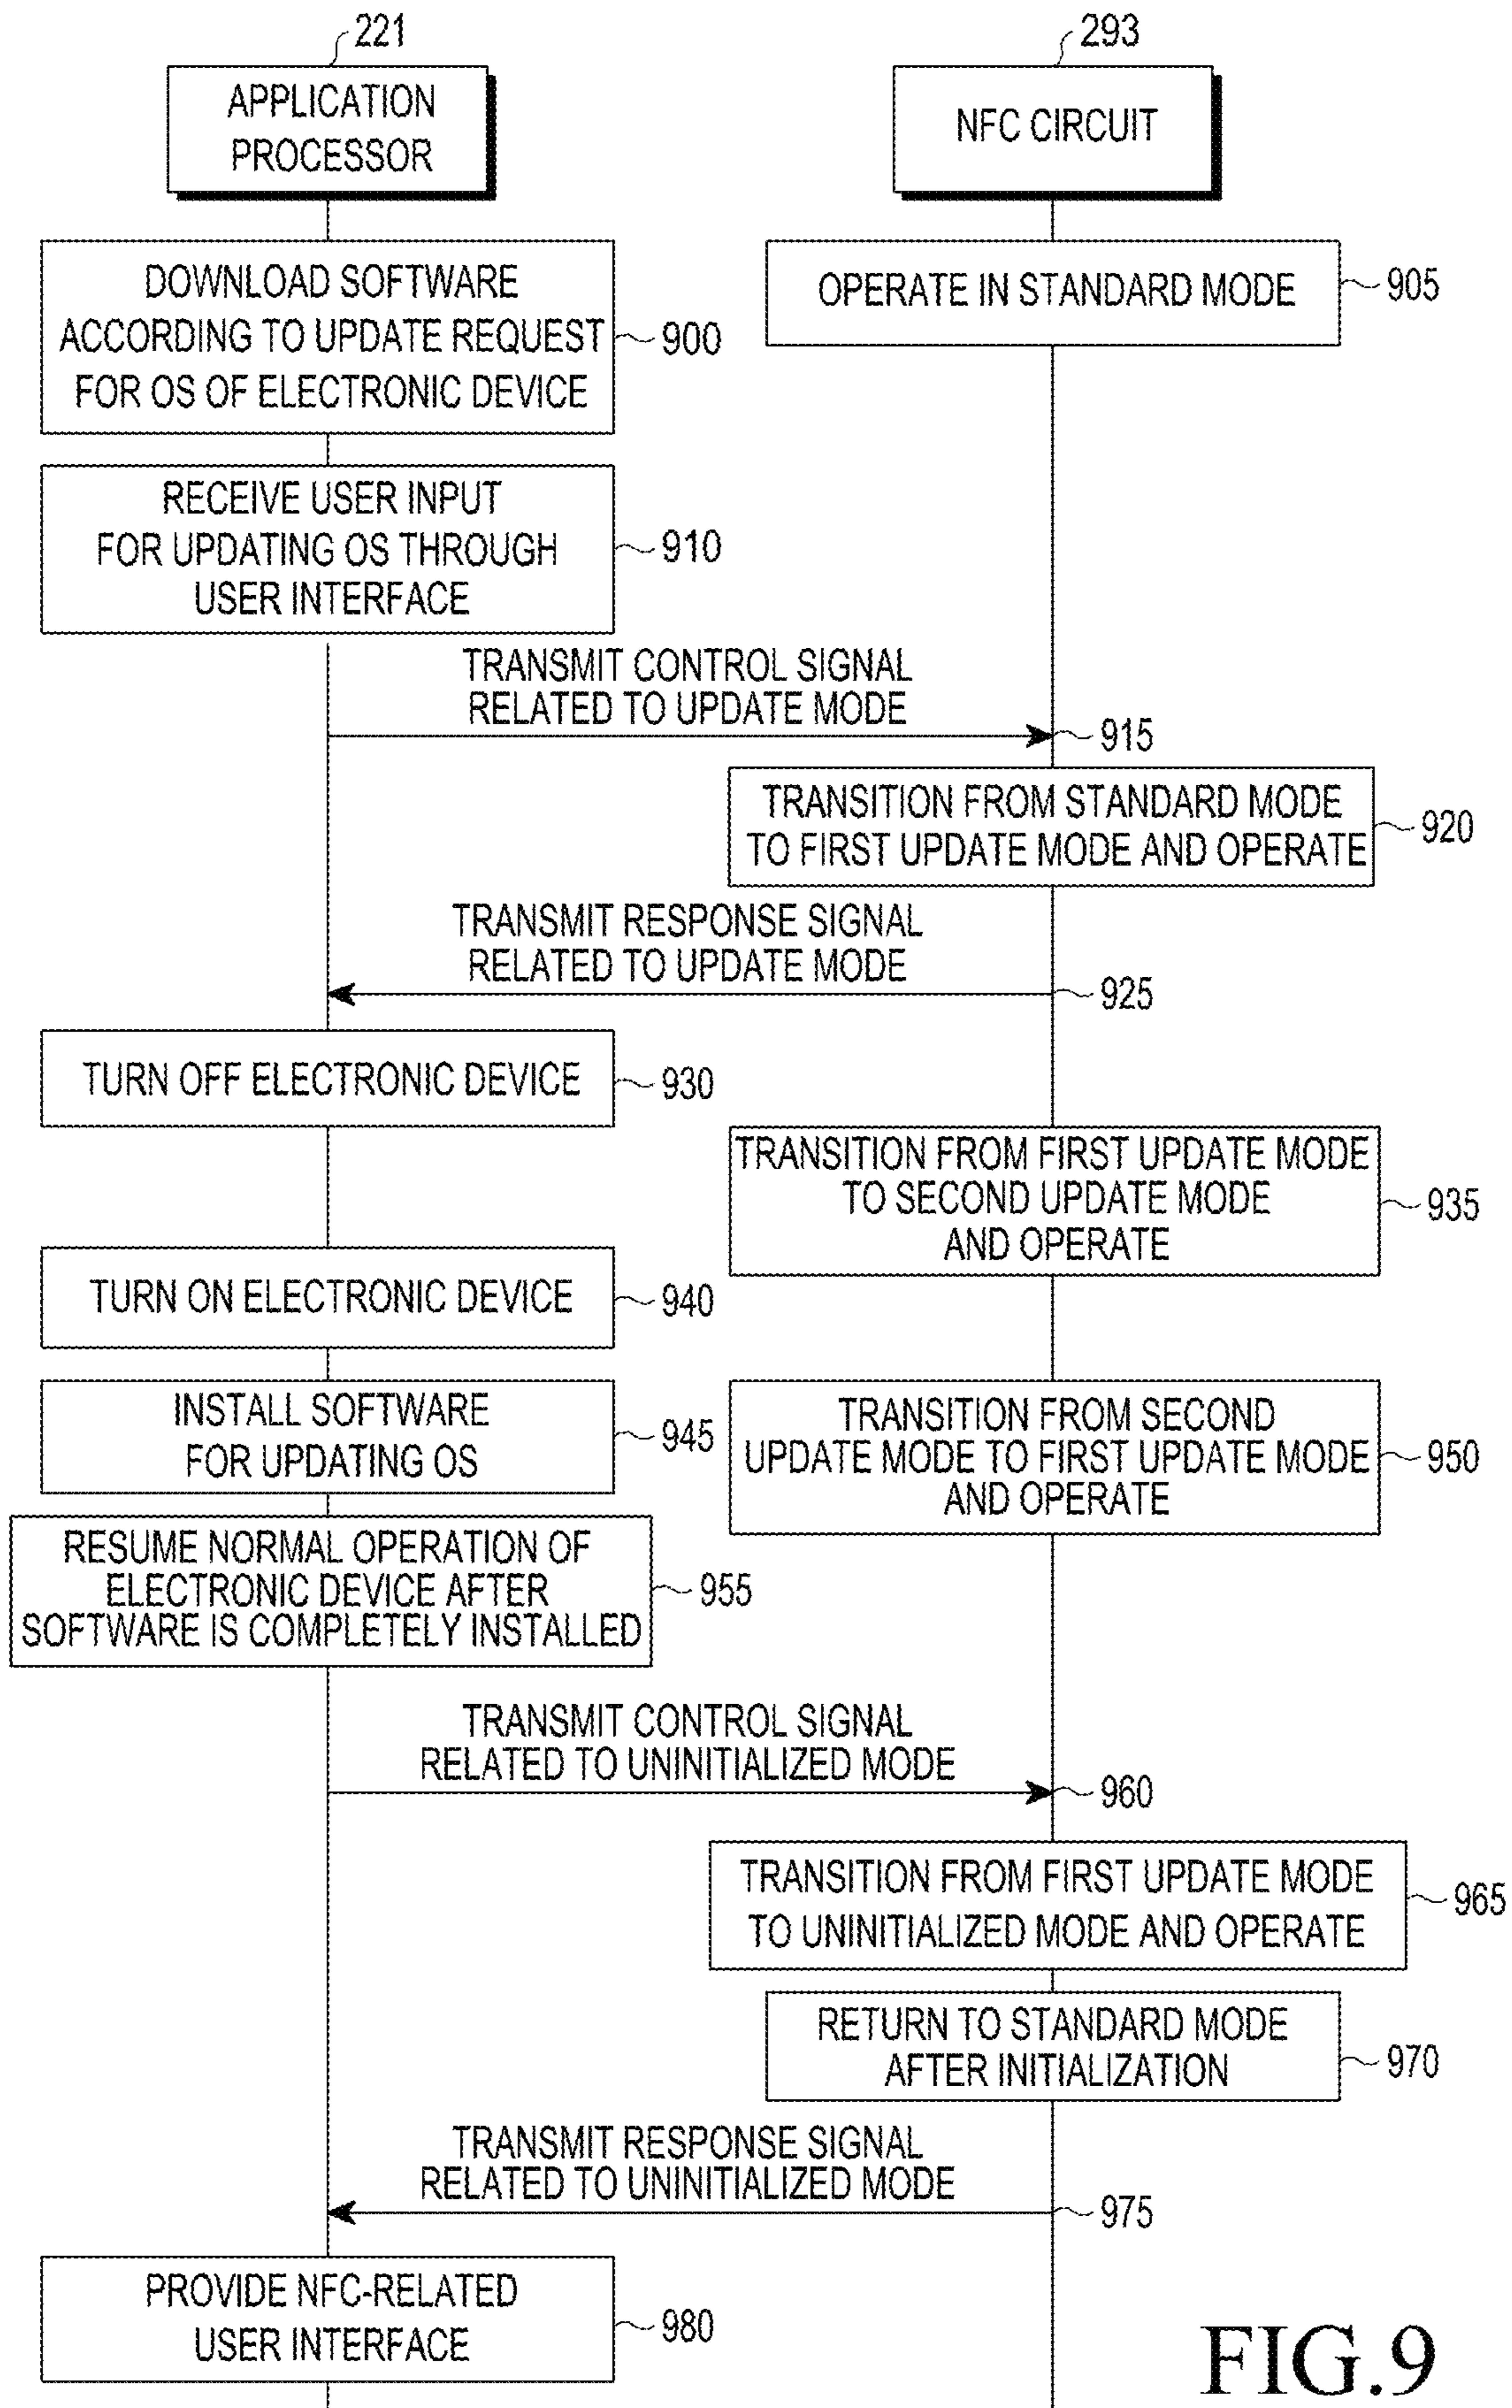 221
APPLICATION
PROCESSOR
293
NFC CIRCUIT
DOWNLOAD SOFTWARE
ACCORDING TO UPDATE REQUEST
FOR OS OF ELECTRONIC DEVICE
900
OPERATE IN STANDARD MODE
905
RECEIVE USER INPUT
FOR UPDATING OS THROUGH
USER INTERFACE
910
TRANSMIT CONTROL SIGNAL
RELATED TO UPDATE MODE
915
TRANSITION FROM STANDARD MODE
TO FIRST UPDATE MODE AND OPERATE
920
TRANSMIT RESPONSE SIGNAL
RELATED TO UPDATE MODE
925
TURN OFF ELECTRONIC DEVICE
930
TRANSITION FROM FIRST UPDATE MODE
TO SECOND UPDATE MODE
AND OPERATE
935
TURN ON ELECTRONIC DEVICE
940
INSTALL SOFTWARE
FOR UPDATING OS
945
TRANSITION FROM SECOND
UPDATE MODE TO FIRST UPDATE MODE
AND OPERATE
950
RESUME NORMAL OPERATION OF
ELECTRONIC DEVICE AFTER
SOFTWARE IS COMPLETELY INSTALLED
955
TRANSMIT CONTROL SIGNAL
RELATED TO UNINITIALIZED MODE
960
TRANSITION FROM FIRST UPDATE MODE
TO UNINITIALIZED MODE AND OPERATE
965
RETURN TO STANDARD MODE
AFTER INITIALIZATION
970
TRANSMIT RESPONSE SIGNAL
RELATED TO UNINITIALIZED MODE
975
PROVIDE NFC-RELATED
USER INTERFACE
980
FIG.9